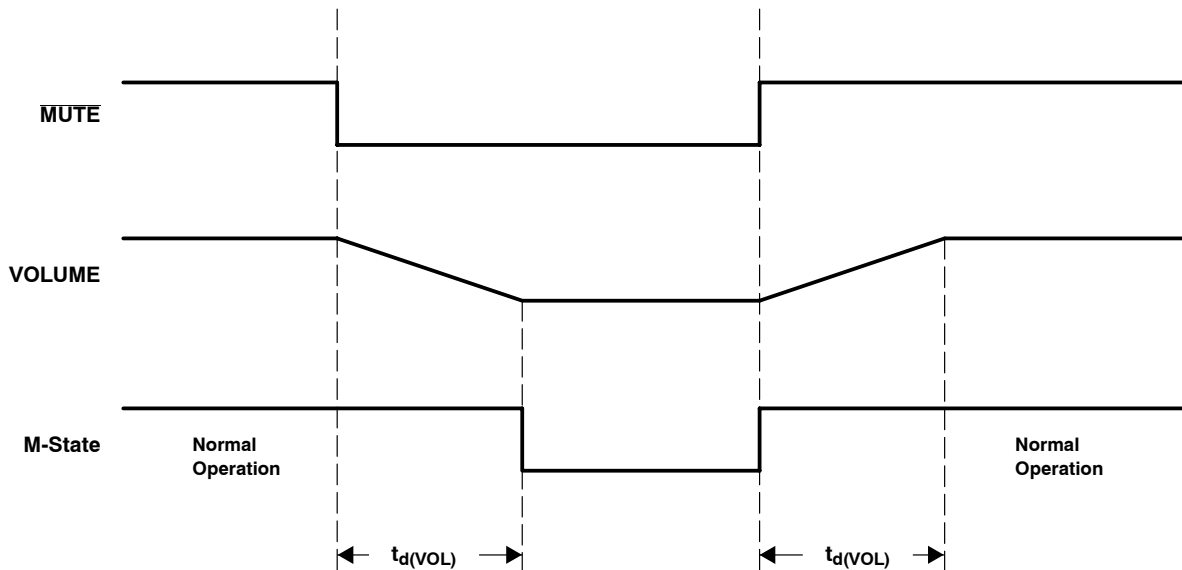 MUTE
VOLUME
M-State
Normal
Operation
Normal
Operation
td(VOL)
td(VOL)